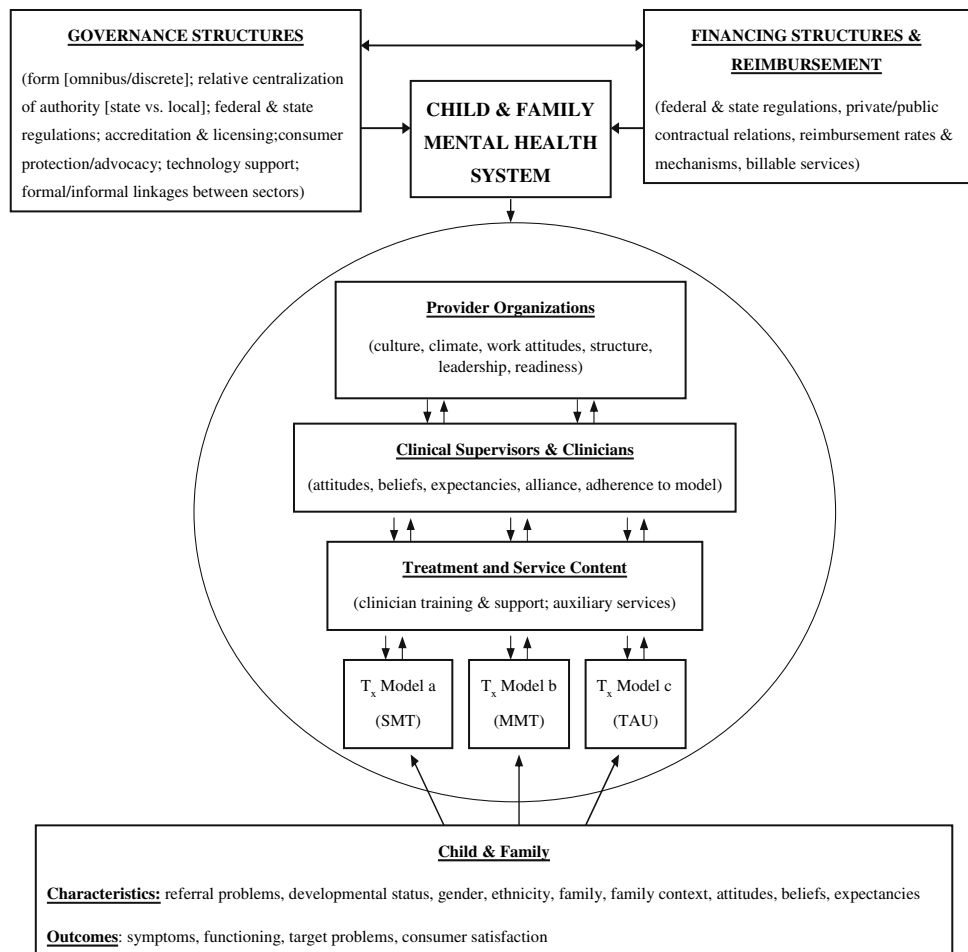 GOVERNANCE STRUCTURES
(form [omnibus/discrete]; relative centralization
of authority [state vs. local]; federal & state
regulations; accreditation & licensing;consumer
protection/advocacy; technology support;
formal/informal linkages between sectors)
FINANCING STRUCTURES &
REIMBURSEMENT
(federal & state regulations, private/public
contractual relations, reimbursement rates &
mechanisms, billable services)
CHILD & FAMILY
MENTAL HEALTH
SYSTEM
Provider Organizations
(culture, climate, work attitudes, structure,
leadership, readiness)
Clinical Supervisors & Clinicians
(attitudes, beliefs, expectancies, alliance, adherence to model)
Treatment and Service Content
(clinician training & support; auxiliary services)
Tx Model a
(SMT)
Tx Model b
(MMT)
Tx Model c
(TAU)
Child & Family
Characteristics: referral problems, developmental status, gender, ethnicity, family, family context, attitudes, beliefs, expectancies
Outcomes: symptoms, functioning, target problems, consumer satisfaction